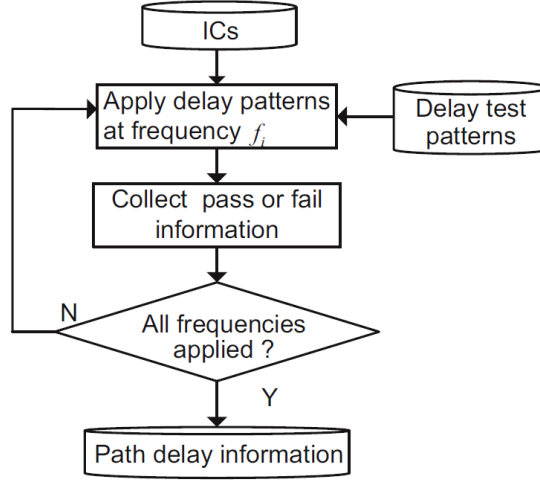 ICs
Apply delay patterns
at frequency fi
Delay test
patterns
Collect pass or fail
information
N
All frequencies
applied ?
Y
Path delay information